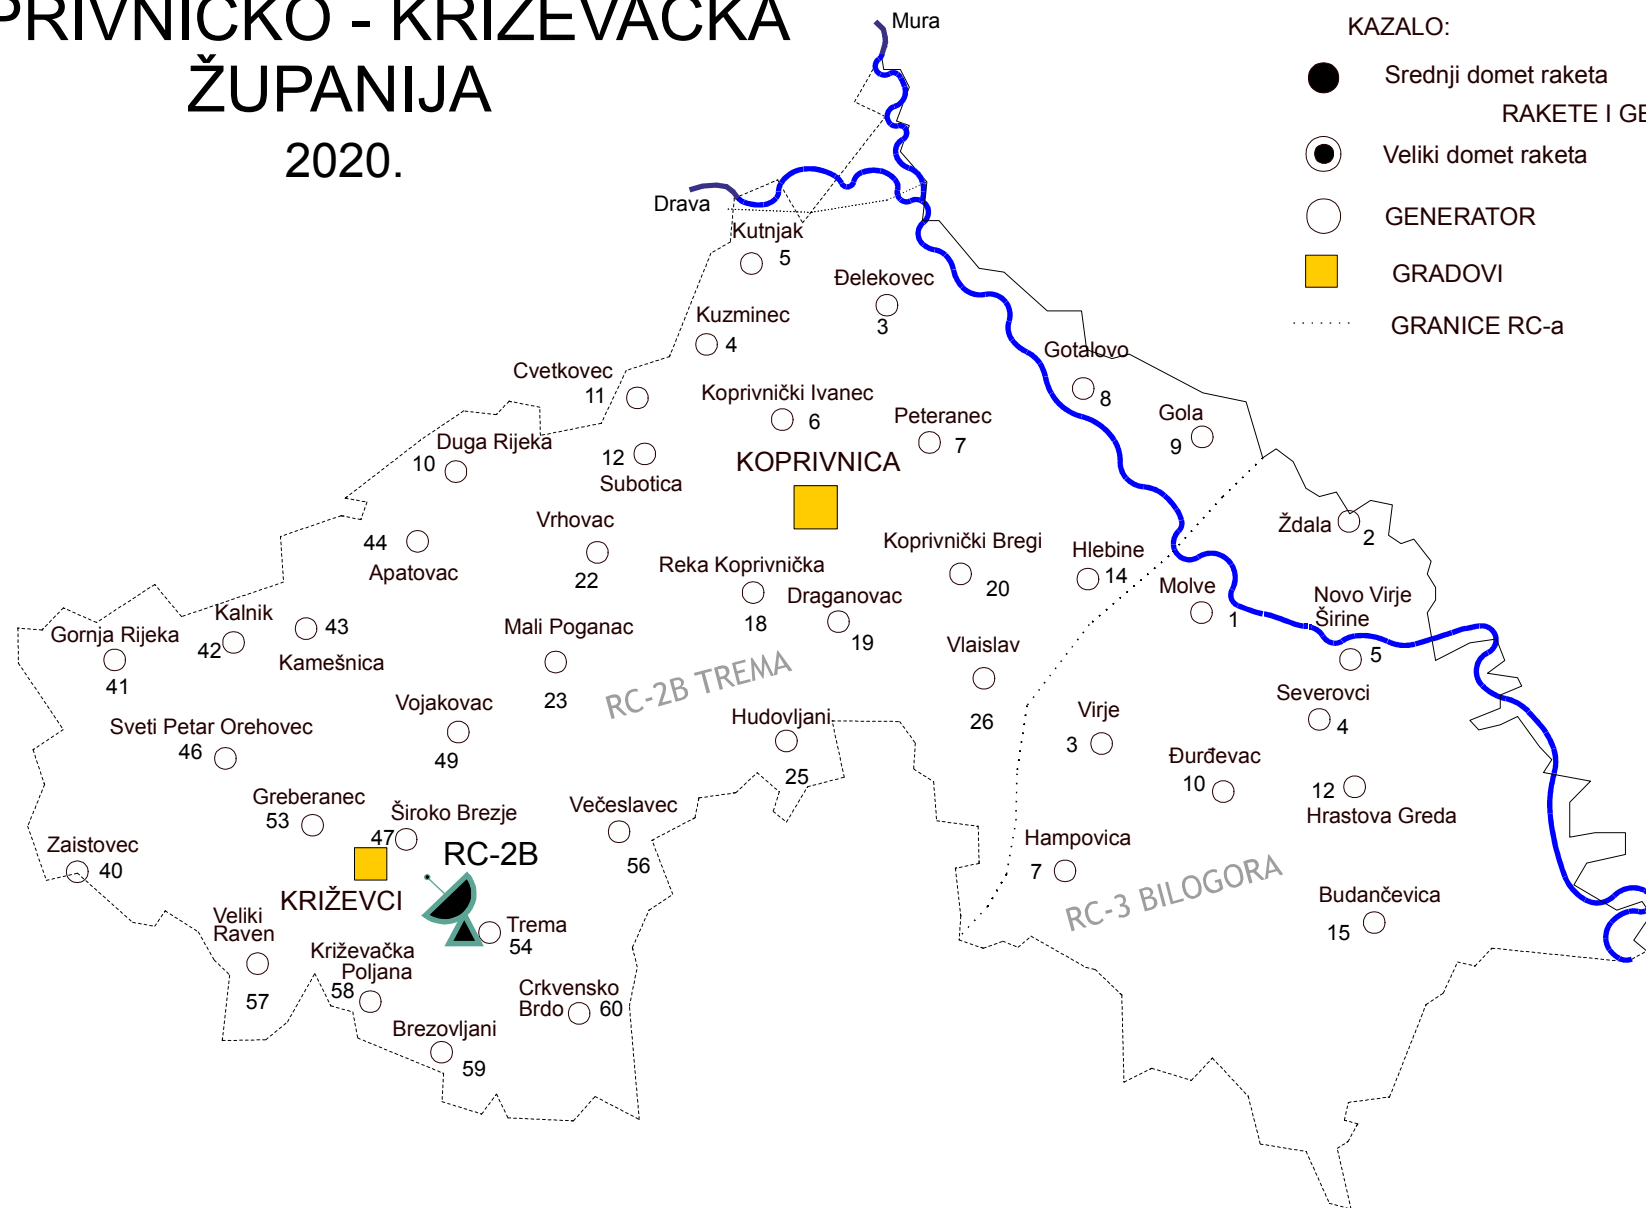 PRIVNIČKO - KRIŽEVAČKA
ŽUPANIJA
2020.
Mura
KAZALO:
Srednji domet raketa
RAKETE I GE
Veliki domet raketa
GENERATOR
GRADOVI
GRANICE RC-a
Drava
Kutnjak
5
Đelekovec
3
Kuzminec
4
Gotalovo
8
Cvetkovec
11
Koprivnički Ivanec
6
Peteranec
7
Gola
9
Duga Rijeka
10
12
Subotica
KOPRIVNICA
Ždala
2
Vrhovac
22
44
Apatovac
Koprivnički Bregi
20
Hlebine
14
Reka Koprivnička
18
Draganovac
19
Molve
1
Novo Virje
Širine
5
Kalnik
42
43
Kamešnica
Gornja Rijeka
41
Mali Poganac
23
Vlaislav
26
RC-2B TREMA
Severovci
4
Vojakovac
49
Hudovljani
25
Virje
3
Sveti Petar Orehovec
46
Đurđevac
10
12
Hrastova Greda
Greberanec
53
Široko Brezje
47
Večeslavec
56
Zaistovec
40
RC-2B
Hampovica
7
RC-3 BILOGORA
KRIŽEVCI
Budančevica
15
Veliki
Raven
57
Trema
54
Križevačka
Poljana
58
Crkvensko
Brdo 60
Brezovljani
59